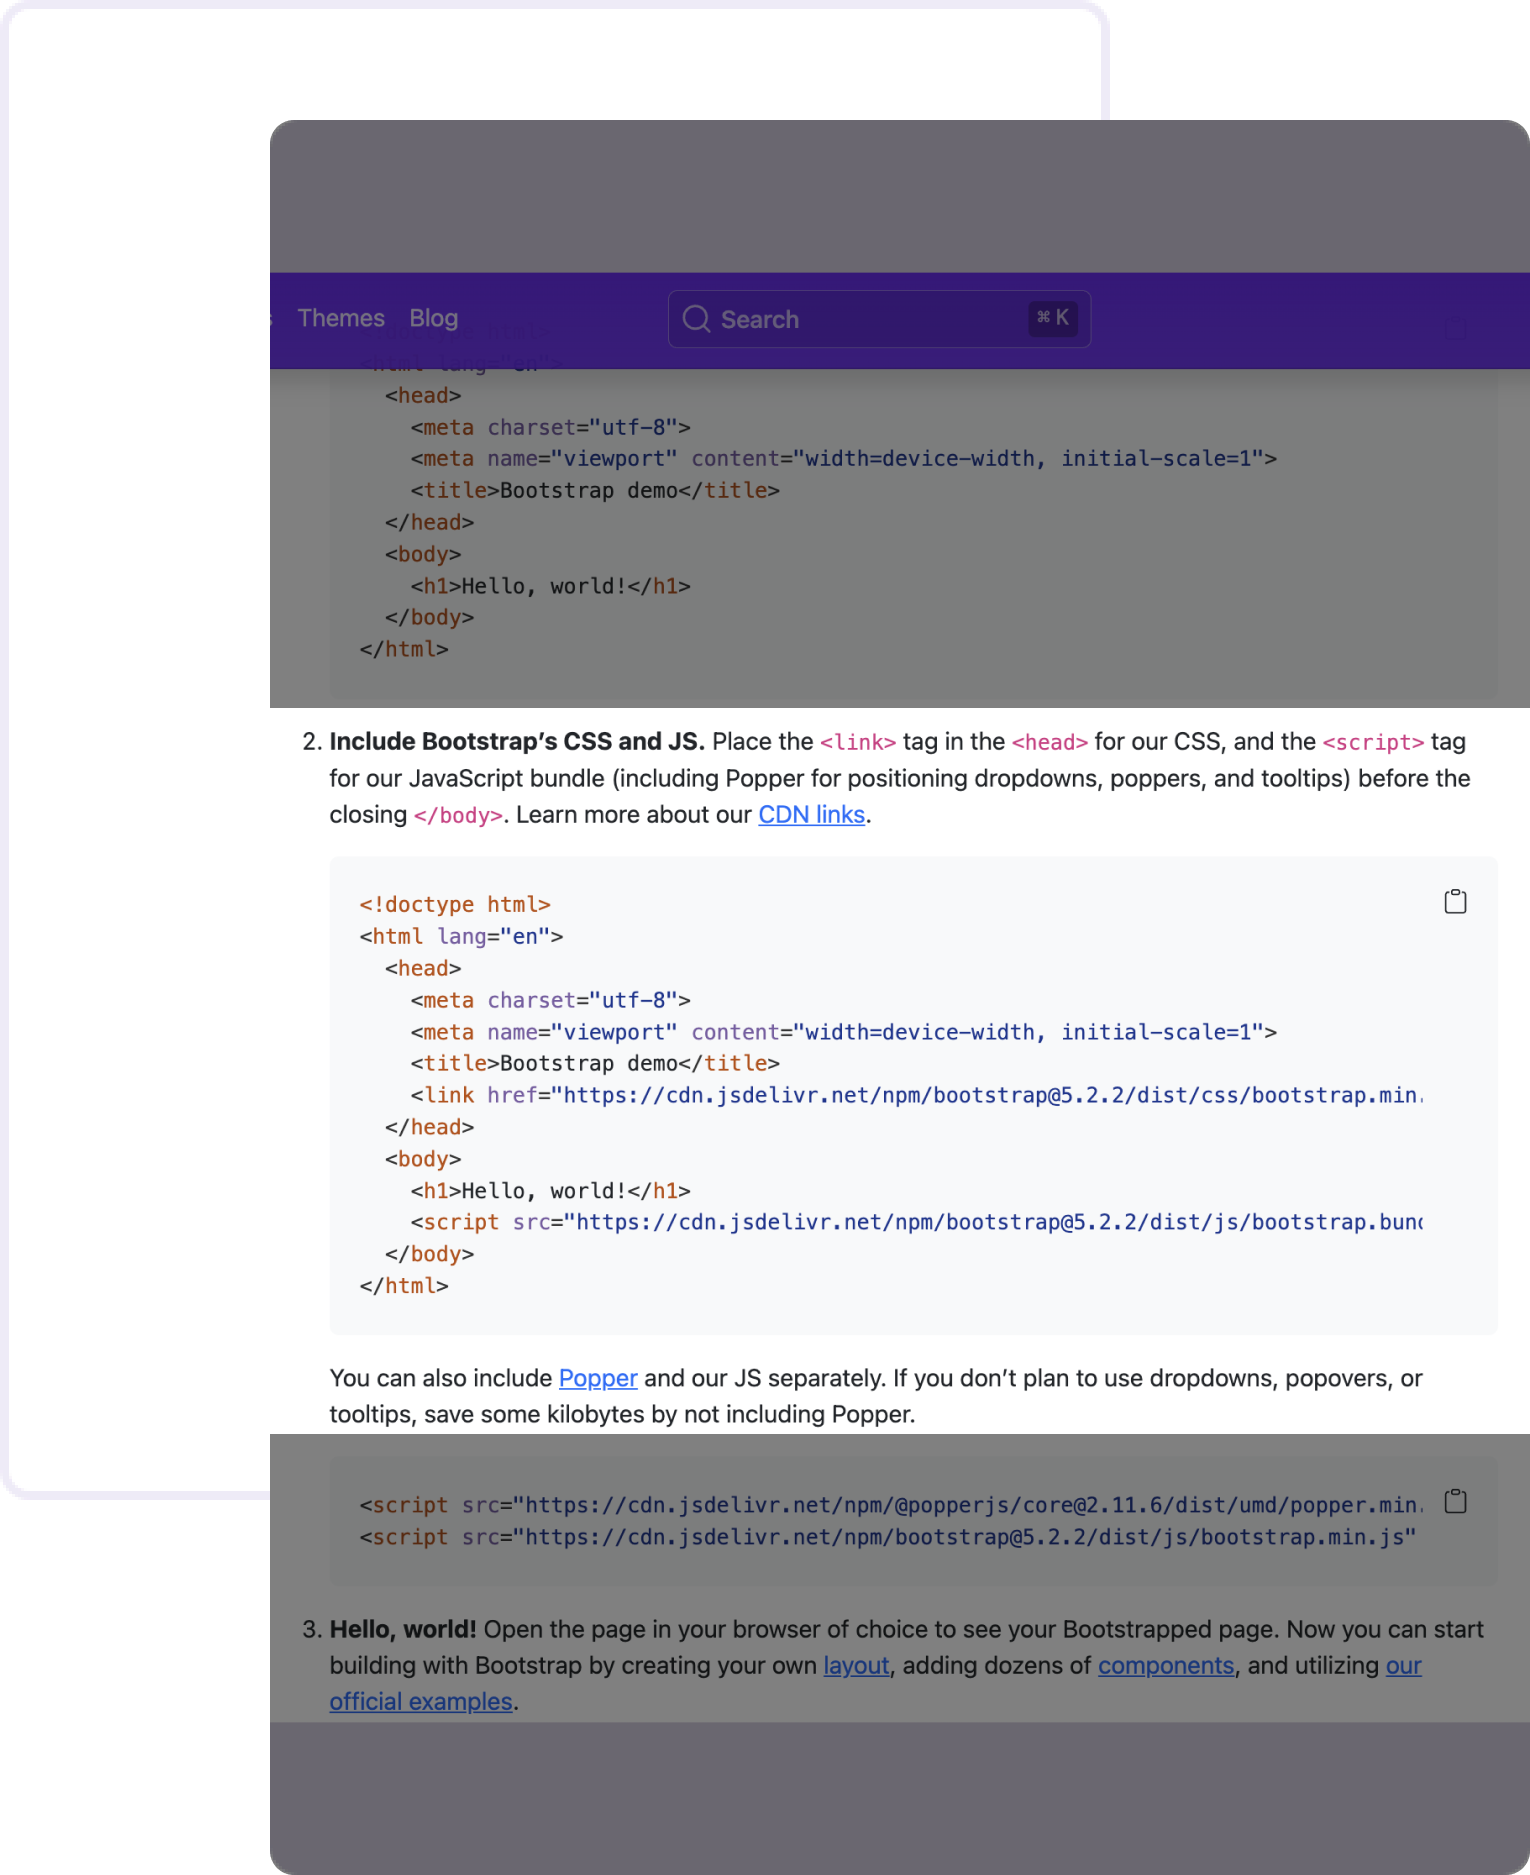 Themes Blog Search ⌘ K
<html lang="en">
<head>
<meta charset="utf-8">
<meta name="viewport" content="width=device-width, initial-scale=1">
<title>Bootstrap demo</title>
</head>
<body>
<h1>Hello, world!</h1>
</body>
</html>
2. Include Bootstrap’s CSS and JS. Place the <link> tag in the <head> for our CSS, and the <script> tag
for our JavaScript bundle (including Popper for positioning dropdowns, poppers, and tooltips) before the
closing </body>. Learn more about our CDN links.
<!doctype html>
<html lang="en">
<head>
<meta charset="utf-8">
<meta name="viewport" content="width=device-width, initial-scale=1">
<title>Bootstrap demo</title>
<link href="https://cdn.jsdelivr.net/npm/bootstrap@5.2.2/dist/css/bootstrap.min.
</head>
<body>
<h1>Hello, world!</h1>
<script src="https://cdn.jsdelivr.net/npm/bootstrap@5.2.2/dist/js/bootstrap.bun
</body>
</html>
You can also include Popper and our JS separately. If you don’t plan to use dropdowns, popovers, or
tooltips, save some kilobytes by not including Popper.
<script src="https://cdn.jsdelivr.net/npm/@popperjs/core@2.11.6/dist/umd/popper.min.
<script src="https://cdn.jsdelivr.net/npm/bootstrap@5.2.2/dist/js/bootstrap.min.js"
3. Hello, world! Open the page in your browser of choice to see your Bootstrapped page. Now you can start
building with Bootstrap by creating your own layout, adding dozens of components, and utilizing our
official examples.